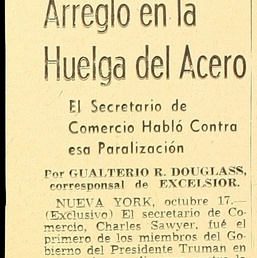 Arreglo en la
Huelga del Acero
El Secretario de
Comercio Habló Contra
esa Paralización
Por GUALTERIO R. DOUGLASS,
corresponsal de EXCELSIOR.
NUEVA YORK, octubre 17.—
(Exclusivo) El secretario de Co-
mercio, Charles Sawyer, fué el
primero de los miembros del Go-
bierno del Presidente Truman en